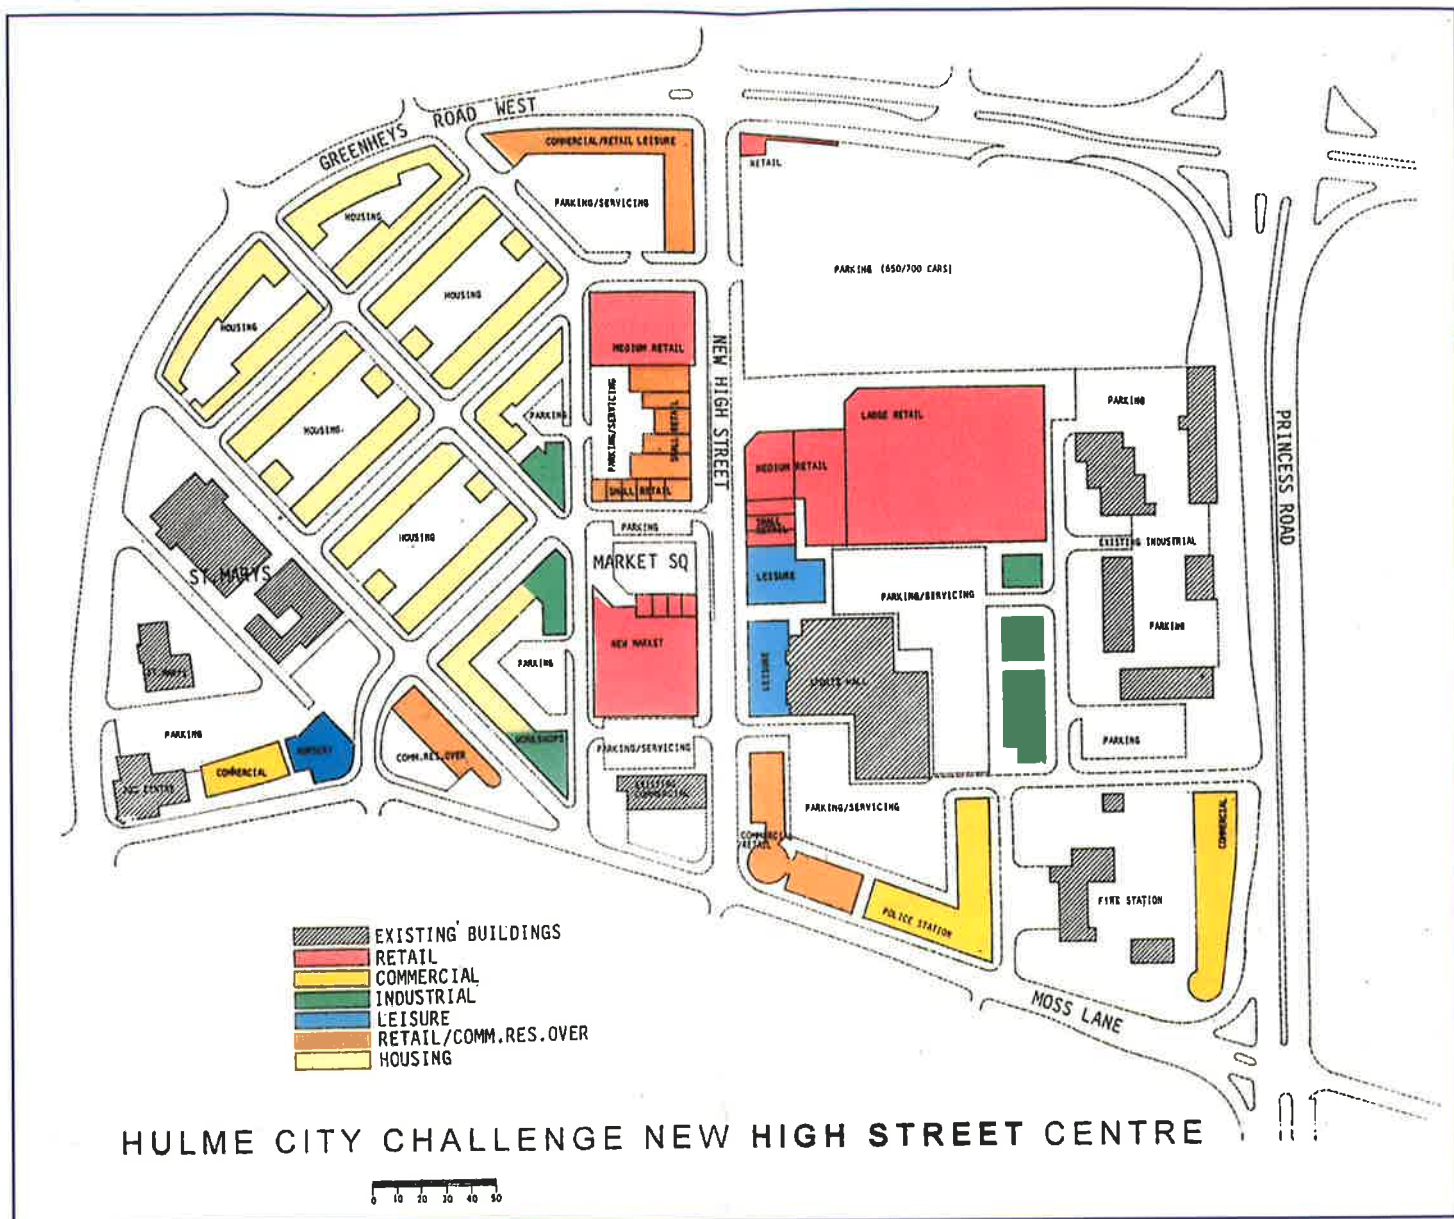 GREENHEYS ROAD WEST
COMMERCIAL/RETAIL LEISURE
RETAIL
HOUSING
PARKING/SERVICING
PARKING (650/700 CARS)
HOUSING
HOUSING
MEDIUM RETAIL
NEW HIGH STREET
PARKING/SERVICING
SMALL RETAIL
PARKING
LARGE RETAIL
PARKING
PRINCESS ROAD
HOUSING
MEDIUM RETAIL
SMALL RETAIL
SMALL
RETAIL
PARKING
HOUSING
MARKET SQ
EXISTING INDUSTRIAL
ST. MARYS
LEISURE
PARKING/SERVICING
PARKING
NEW MARKET
PARKING
LEISURE
SPORTS HALL
ST. MARYS
PARKING
WORKSHOPS
PARKING/SERVICING
PARKING
NURSERY
COMM.RES.OVER
COMMERCIAL
CENTRE
EXISTING
COMMERCIAL
PARKING/SERVICING
COMMERCIAL
COMMERCIAL
/RETAIL
POLICE STATION
FIRE STATION
MOSS LANE
EXISTING BUILDINGS
RETAIL
COMMERCIAL
INDUSTRIAL
LEISURE
RETAIL/COMM.RES.OVER
HOUSING
HULME CITY CHALLENGE NEW HIGH STREET CENTRE
0 10 20 30 40 50